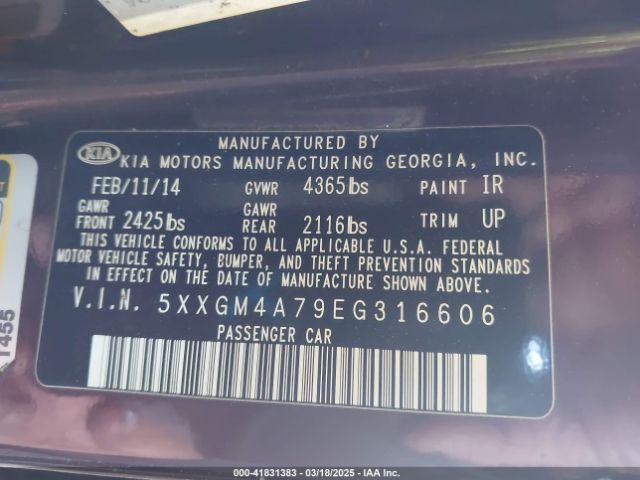 MANUFACTURED BY
KIA KIA MOTORS MANUFACTURING GEORGIA, INC.
FEB/11/14 GVWR 4365lbs PAINT IR
GAWR FRONT 2425lbs GAWR REAR 2116lbs TRIM UP
THIS VEHICLE CONFORMS TO ALL APPLICABLE U.S.A. FEDERAL
MOTOR VEHICLE SAFETY, BUMPER, AND THEFT PREVENTION STANDARDS
IN EFFECT ON THE DATE OF MANUFACTURE SHOWN ABOVE.
V.I.N. 5XXGM4A79EG316606
PASSENGER CAR
1455
000-41831383 - 03/18/2025 - IAA Inc.